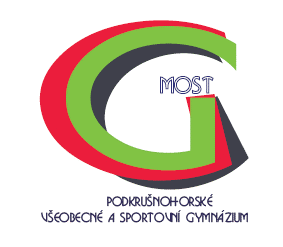 MOST
PODKRUŠNOHORSKÉ
VŠEOBECNÉ A SPORTOVNÍ GYMNÁZIUM